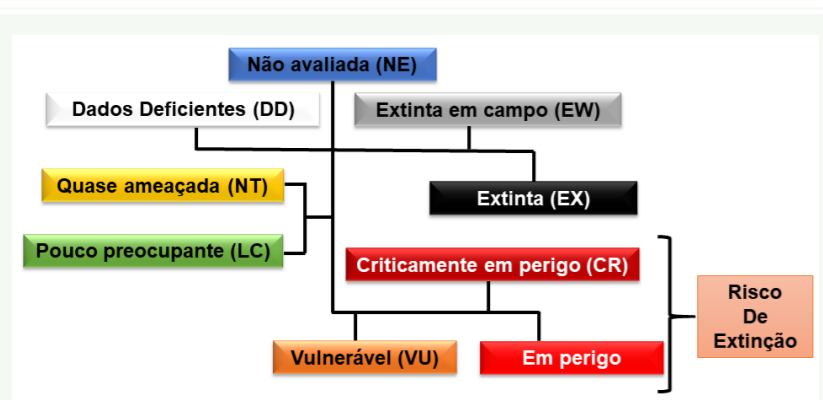 Não avaliada (NE)
Dados Deficientes (DD)
Extinta em campo (EW)
Quase ameaçada (NT)
Extinta (EX)
Pouco preocupante (LC)
Criticamente em perigo (CR)
Risco
De
Extinção
Vulnerável (VU)
Em perigo